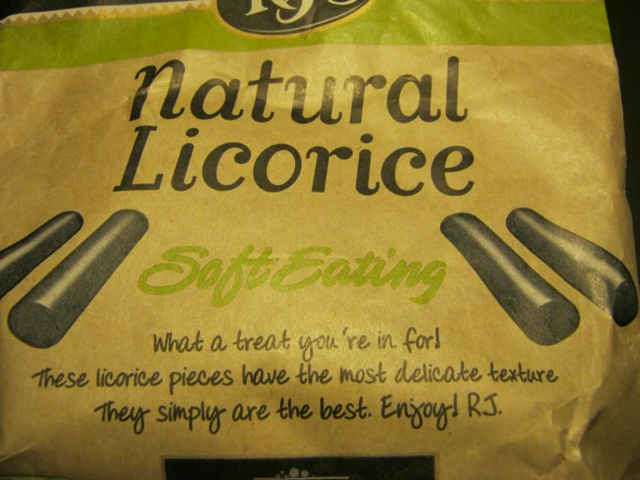 RJ's
Natural
Licorice
Soft Eating
What a treat you're in for!
These licorice pieces have the most delicate texture
They simply are the best. Enjoy! RJ.